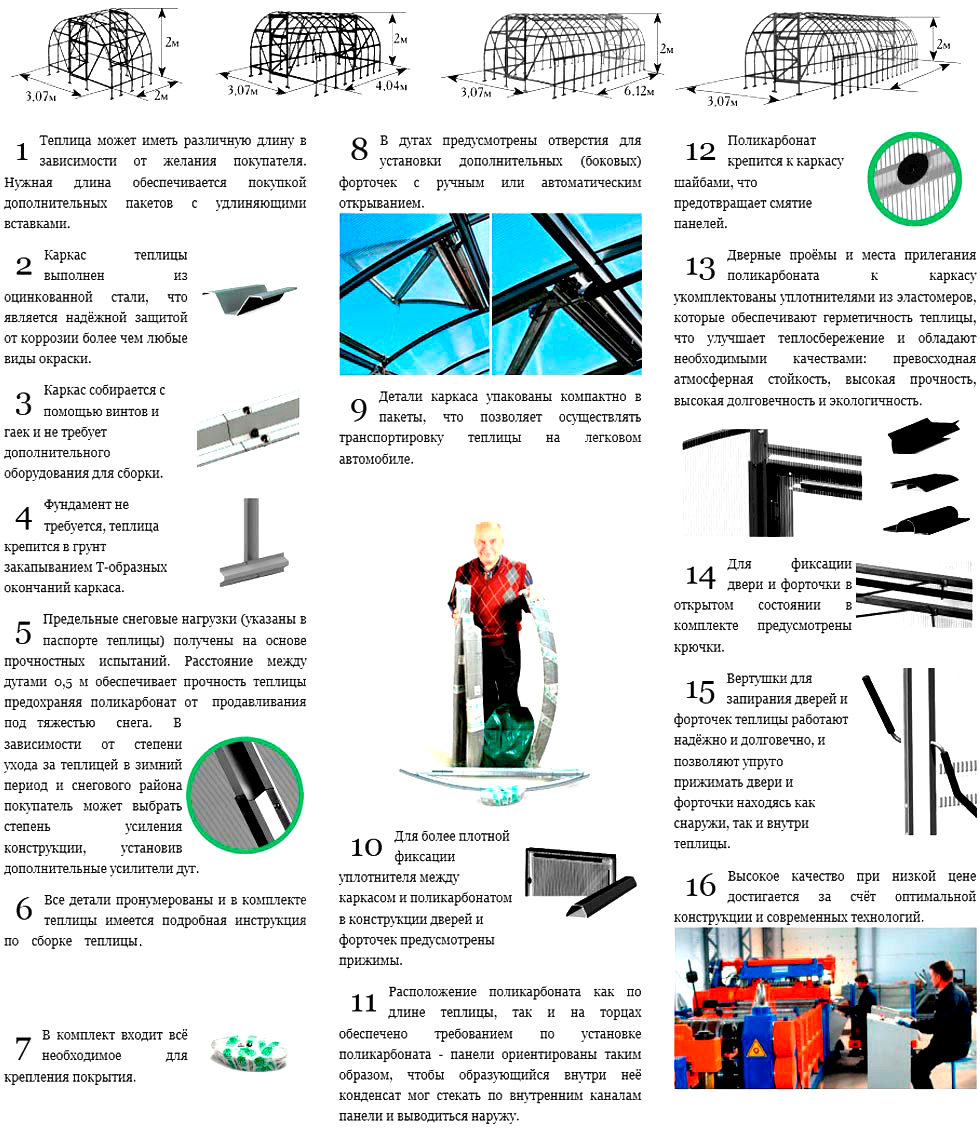 2м
3,07м
2м
2м
3,07м
4,04м
2м
3,07м
6,12м
2м
3,07м
1 Теплица может иметь различную длину в
зависимости от желания покупателя.
Нужная длина обеспечивается покупкой
дополнительных пакетов с удлиняющими
вставками.
2 Каркас теплицы
выполнен из
оцинкованной стали, что
является надёжной защитой
от коррозии более чем любые
виды окраски.
3 Каркас собирается с
помощью винтов и
гаек и не требует
дополнительного
оборудования для сборки.
4 Фундамент не
требуется, теплица
крепится в грунт
закапыванием Т-образных
окончаний каркаса.
5 Предельные снеговые нагрузки (указаны в
паспорте теплицы) получены на основе
прочностных испытаний. Расстояние между
дугами 0,5 м обеспечивает прочность теплицы
предохраняя поликарбонат от продавливания
под тяжестью снега. В
зависимости от степени
ухода за теплицей в зимний
период и снегового района
покупатель может выбрать
степень усиления
конструкции, установив
дополнительные усилители дуг.
6 Все детали пронумерованы и в комплекте
теплицы имеется подробная инструкция
по сборке теплицы.
7 В комплект входит всё
необходимое для
крепления покрытия.
8 В дугах предусмотрены отверстия для
установки дополнительных (боковых)
форточек с ручным или автоматическим
открыванием.
9 Детали каркаса упакованы компактно в
пакеты, что позволяет осуществлять
транспортировку теплицы на легковом
автомобиле.
10 Для более плотной
фиксации
уплотнителя между
каркасом и поликарбонатом
в конструкции дверей и
форточек предусмотрены
прижимы.
11 Расположение поликарбоната как по
длине теплицы, так и на торцах
обеспечено требованием по установке
поликарбоната - панели ориентированы таким
образом, чтобы образующийся внутри неё
конденсат мог стекать по внутренним каналам
панели и выводиться наружу.
12 Поликарбонат
крепится к каркасу
шайбами, что
предотвращает смятие
панелей.
13 Дверные проёмы и места прилегания
поликарбоната к каркасу
укомплектованы уплотнителями из эластомеров,
которые обеспечивают герметичность теплицы,
что улучшает теплосбережение и обладают
необходимыми качествами: превосходная
атмосферная стойкость, высокая прочность,
высокая долговечность и экологичность.
14 Для фиксации
двери и форточки в
открытом состоянии в
комплекте предусмотрены
крючки.
15 Вертушки для
запирания дверей и
форточек теплицы работают
надёжно и долговечно, и
позволяют упруго
прижимать двери и
форточки находясь как
снаружи, так и внутри
теплицы.
16 Высокое качество при низкой цене
достигается за счёт оптимальной
конструкции и современных технологий.